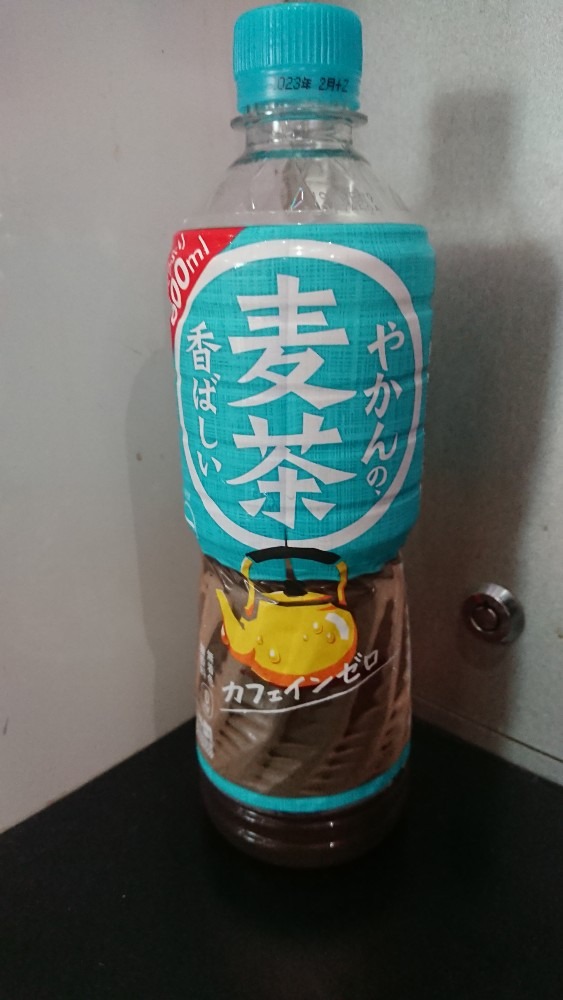 2023年 2月
600ml
やかんの、
麦茶
香ばしい
カフェインゼロ